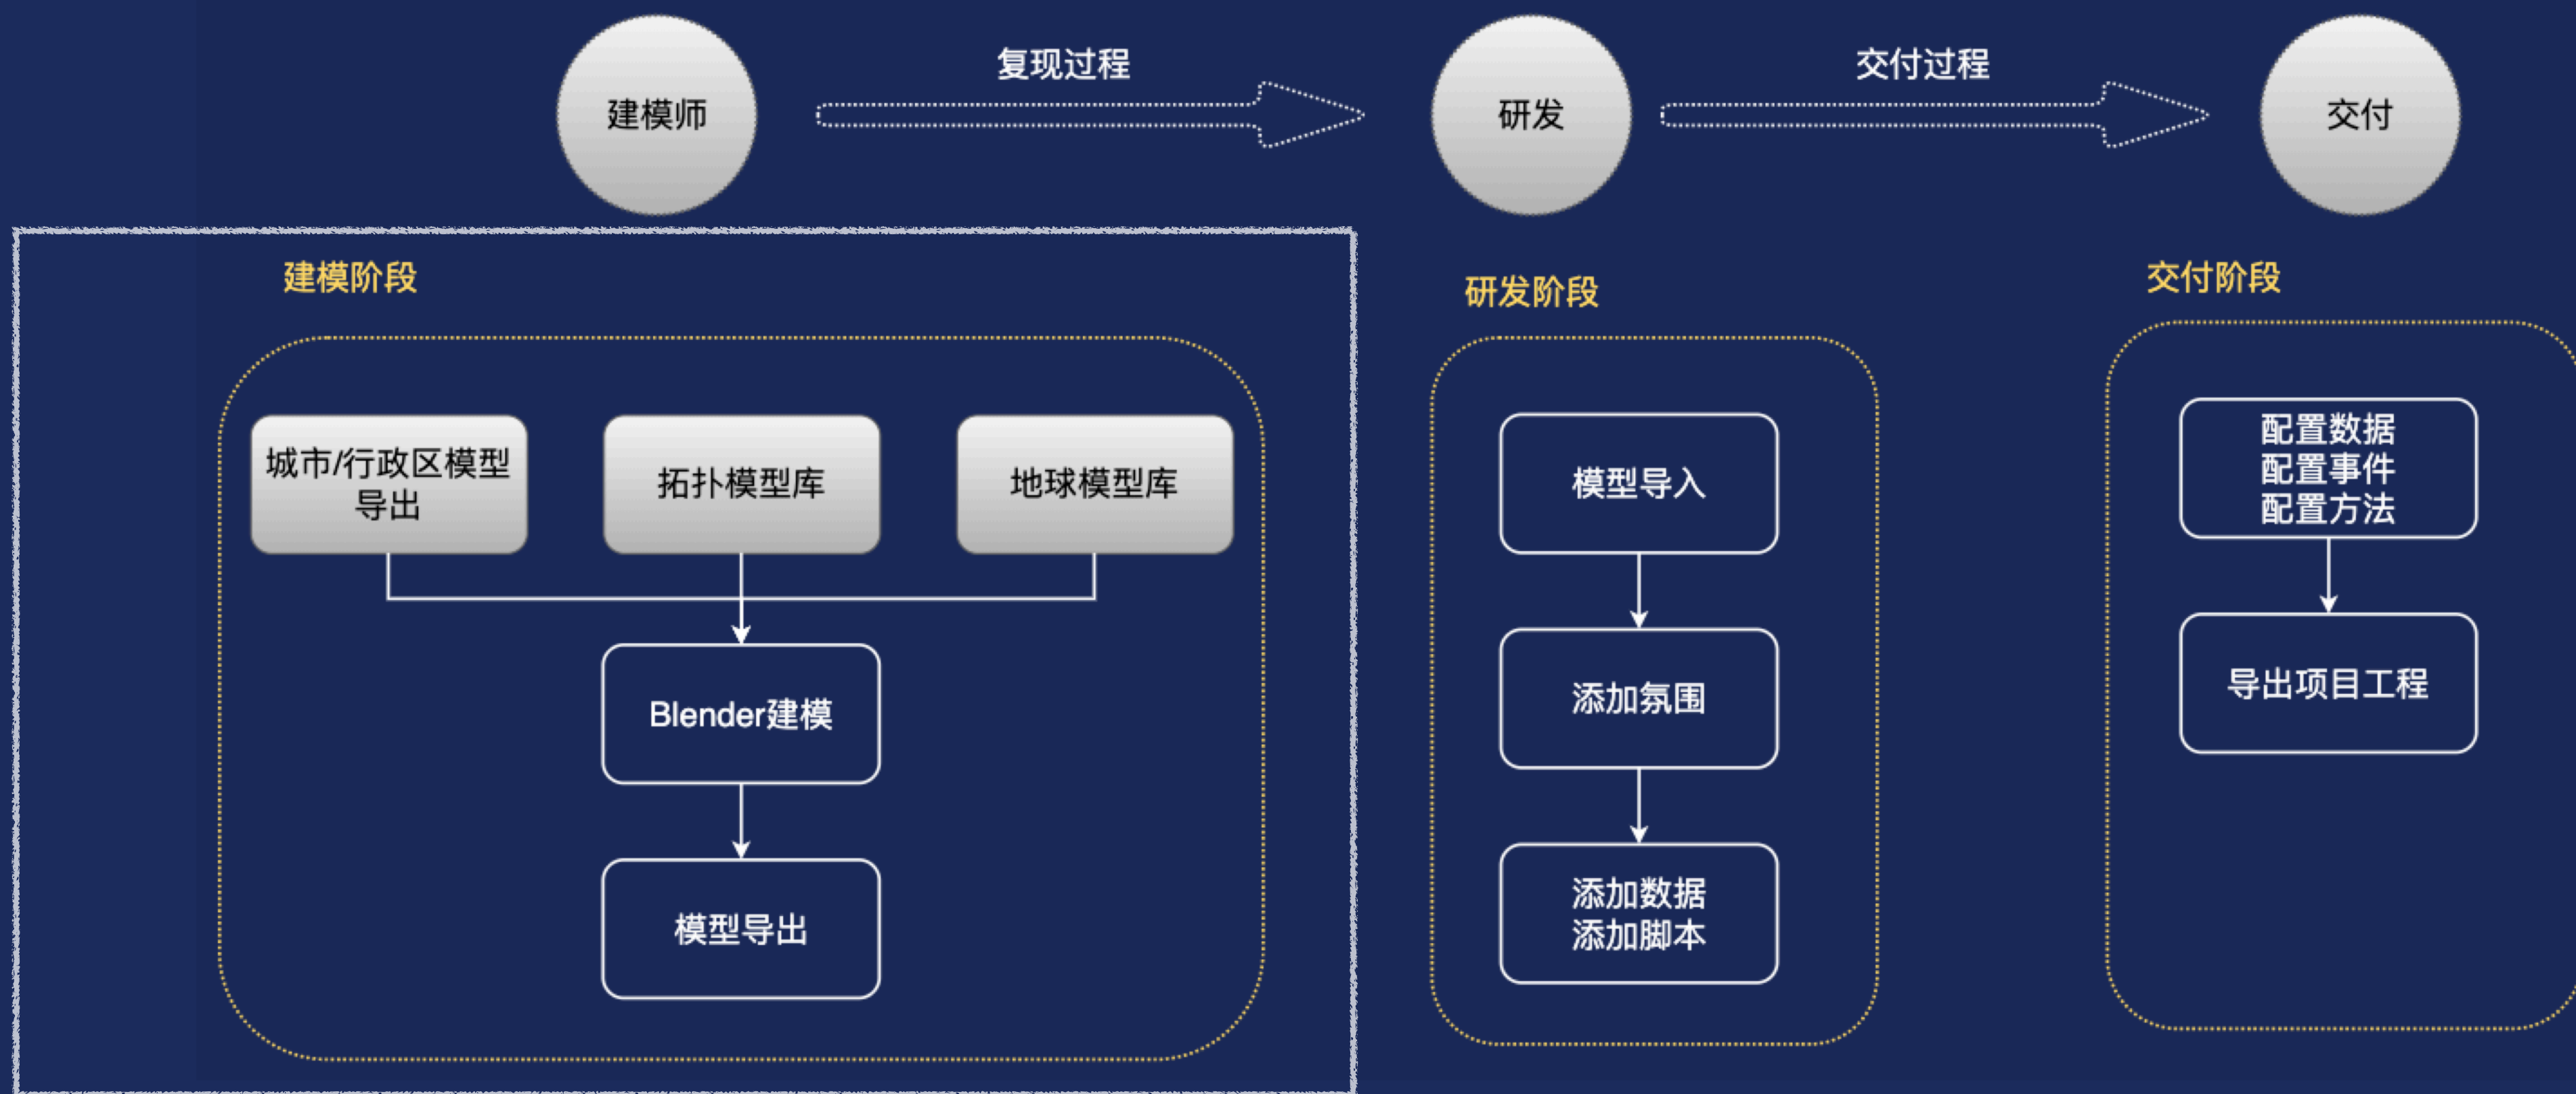 建模师
复现过程
研发
交付过程
交付
建模阶段
城市/行政区模型
导出
拓扑模型库
地球模型库
Blender建模
模型导出
研发阶段
模型导入
添加氛围
添加数据
添加脚本
交付阶段
配置数据
配置事件
配置方法
导出项目工程